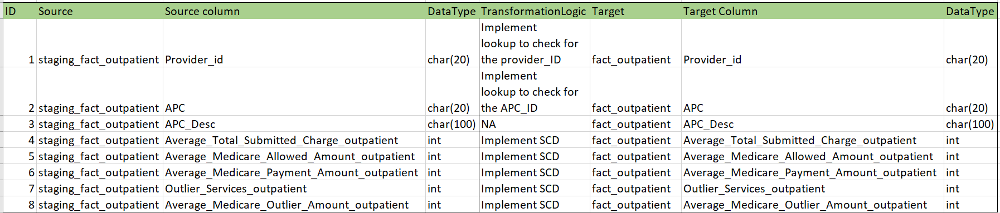 ID Source Source column DataType TransformationLogic Target Target Column DataType
Implement
lookup to check for
1 staging_fact_outpatient Provider_id char(20) the provider_ID fact_outpatient Provider_id char(20)
Implement
lookup to check for
2 staging_fact_outpatient APC char(20) the APC_ID fact_outpatient APC char(20)
3 staging_fact_outpatient APC_Desc char(100) NA fact_outpatient APC_Desc char(100)
4 staging_fact_outpatient Average_Total_Submitted_Charge_outpatient int Implement SCD fact_outpatient Average_Total_Submitted_Charge_outpatient int
5 staging_fact_outpatient Average_Medicare_Allowed_Amount_outpatient int Implement SCD fact_outpatient Average_Medicare_Allowed_Amount_outpatient int
6 staging_fact_outpatient Average_Medicare_Payment_Amount_outpatient int Implement SCD fact_outpatient Average_Medicare_Payment_Amount_outpatient int
7 staging_fact_outpatient Outlier_Services_outpatient int Implement SCD fact_outpatient Outlier_Services_outpatient int
8 staging_fact_outpatient Average_Medicare_Outlier_Amount_outpatient int Implement SCD fact_outpatient Average_Medicare_Outlier_Amount_outpatient int